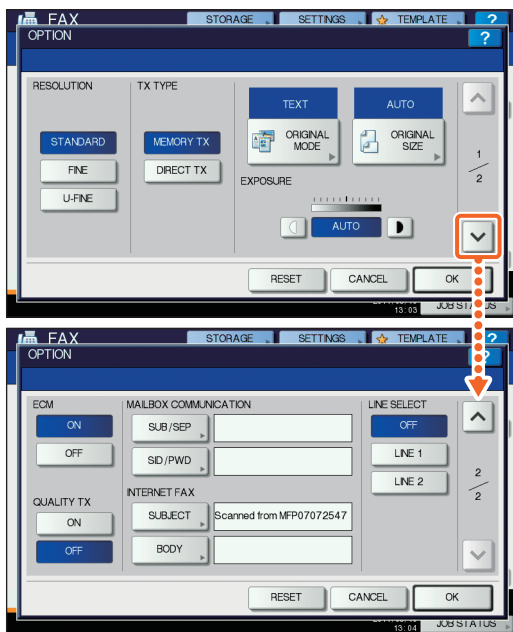 FAX STORAGE SETTINGS TEMPLATE ?
OPTION ?
RESOLUTION TX TYPE
TEXT AUTO
STANDARD MEMORY TX ORIGINAL MODE ORIGINAL SIZE
FINE DIRECT TX 1
EXPOSURE 2
U-FINE
AUTO
RESET CANCEL OK
13:03 JOB STATUS
FAX STORAGE SETTINGS TEMPLATE ?
OPTION ?
ECM MAILBOX COMMUNICATION LINE SELECT
ON SUB/SEP OFF
OFF SID/PWD LINE 1
2
INTERNET FAX LINE 2
QUALITY TX 2
ON SUBJECT Scanned from MFP07072547
OFF BODY
RESET CANCEL OK
13:04 JOB STATUS